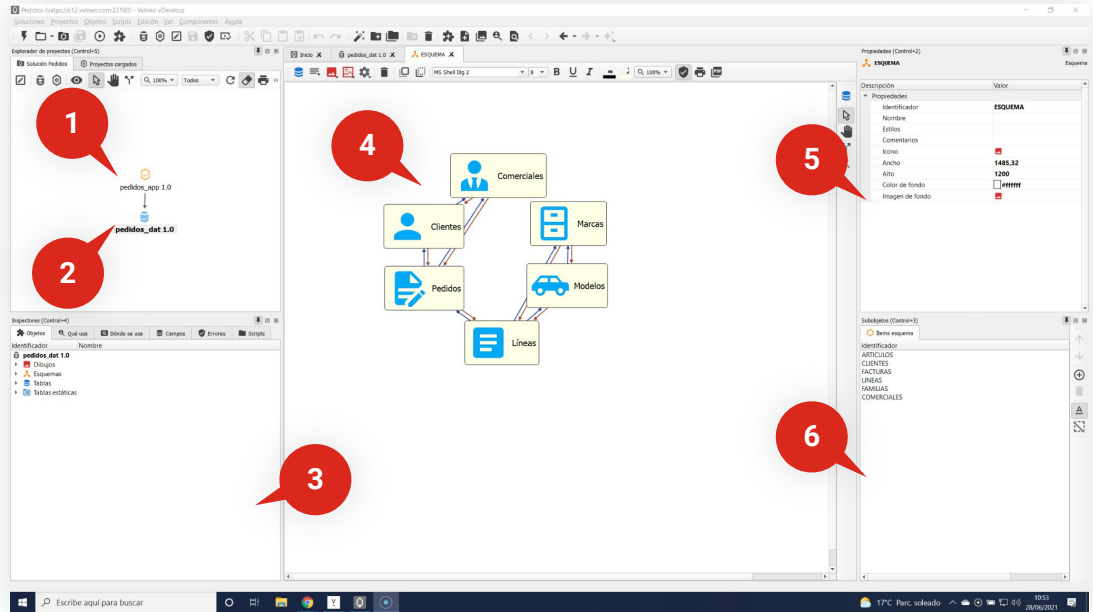 Pedidos (vatps://c12.velneo.com:23180) - Velneo vDevelop
Soluciones Proyectos Objetos Scripts Edición Ver Componentes Ayuda
Explorador de proyectos (Control+5)
Solución Pedidos Proyectos cargados
100% Todos
1
pedidos_app 1.0
pedidos_dat 1.0
2
Inspectores (Control+4)
Objetos Qué usa Dónde se usa Campos Errores Scripts
Identificador Nombre
pedidos_dat 1.0
Dibujos
Esquemas
Tablas
Tablas estáticas
3
Inicio pedidos_dat 1.0 ESQUEMA
MS Shell Dlg 2 8 B U I 100%
4
Comerciales
Clientes
Marcas
Pedidos
Modelos
Líneas
Propiedades (Control+2)
ESQUEMA Esquema
Descripción Valor
Propiedades
Identificador ESQUEMA
Nombre
Estilos
Comentarios
Icono
Ancho 1485,32
Alto 1200
Color de fondo #ffffff
Imagen de fondo
5
Subobjetos (Control+3)
Items esquema
Identificador
ARTICULOS
CLIENTES
FACTURAS
LINEAS
FAMILIAS
COMERCIALES
A
6
Escribe aquí para buscar
17°C Parc. soleado
10:53
28/06/2021